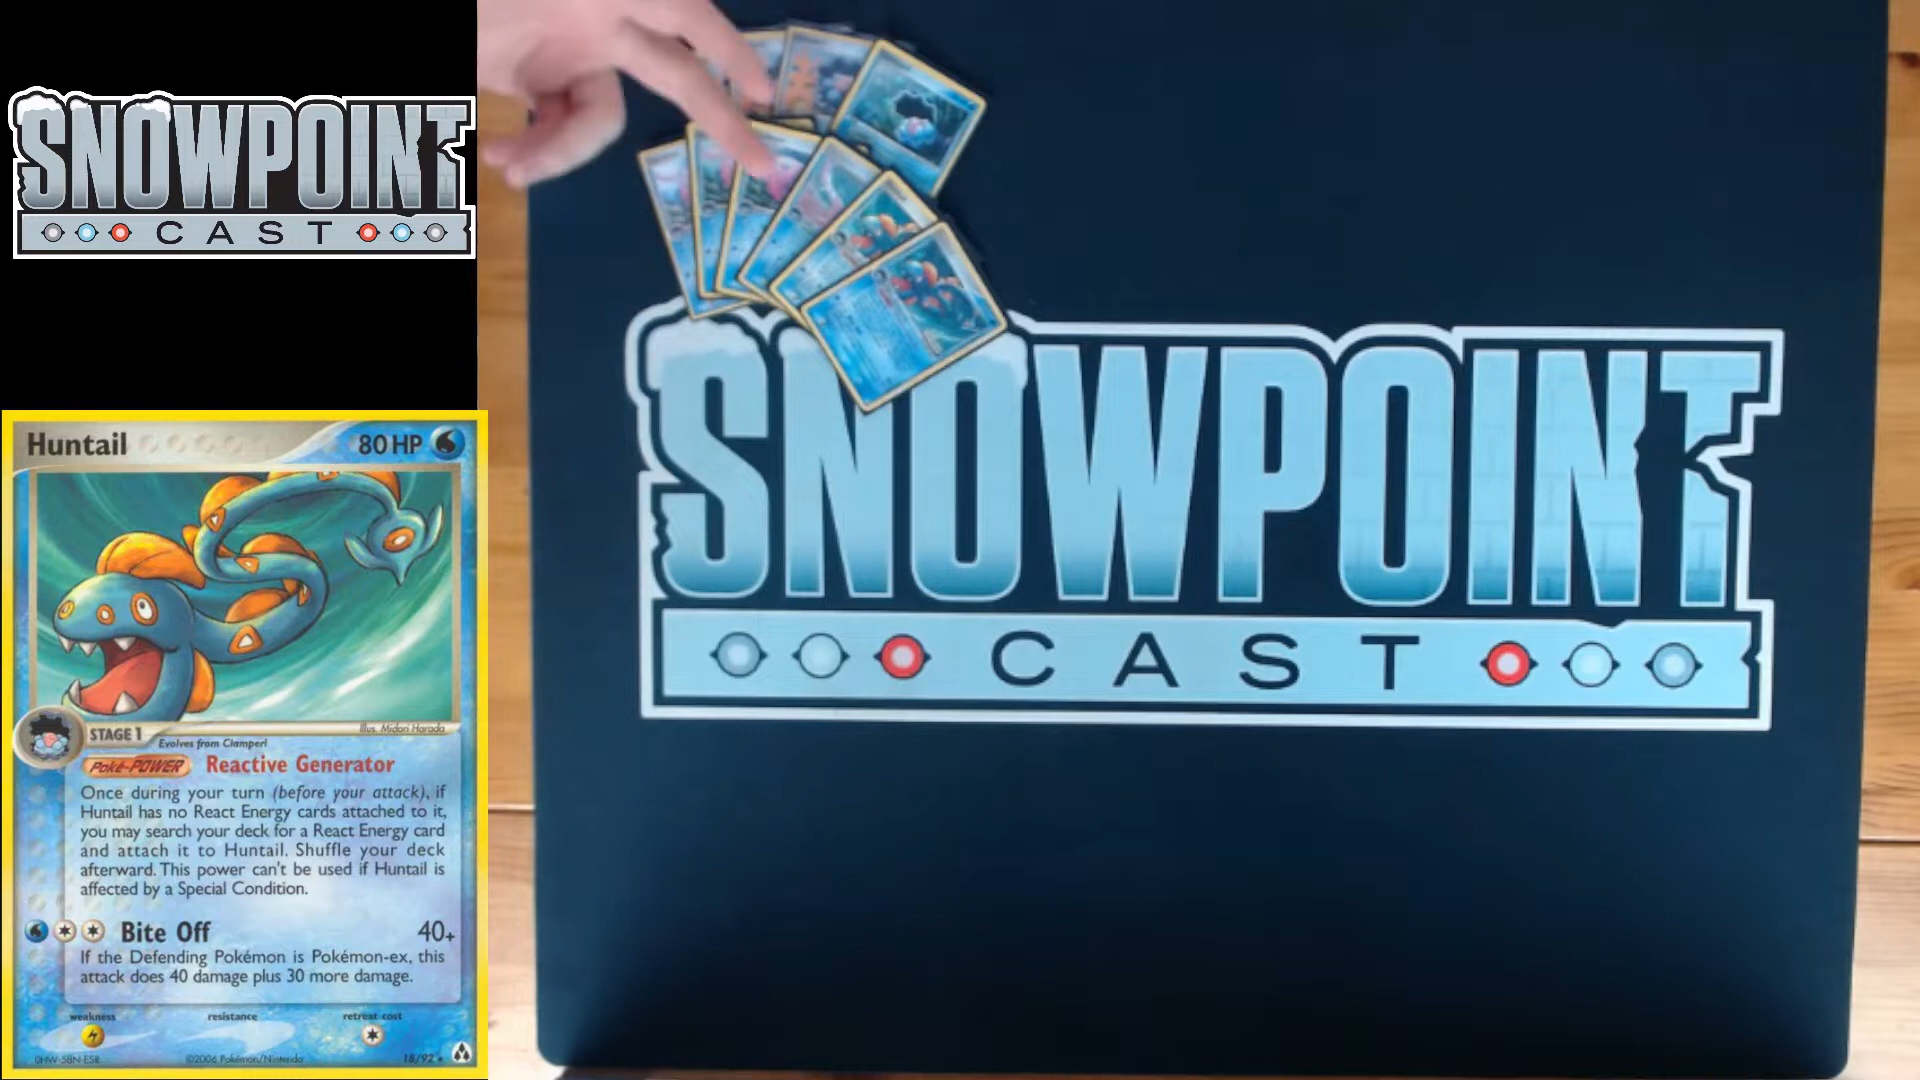 SNOWPOINT
CAST
Huntail
80 HP
Illus. Midori Harada
STAGE 1
Evolves from Clamperl
Poké-POWER Reactive Generator
Once during your turn (before your attack), if
Huntail has no React Energy cards attached to it,
you may search your deck for a React Energy card
and attach it to Huntail. Shuffle your deck
afterward. This power can't be used if Huntail is
affected by a Special Condition.
Bite Off 40+
If the Defending Pokémon is Pokémon-ex, this
attack does 40 damage plus 30 more damage.
weakness resistance retreat cost
©2006 Pokémon/Nintendo 18/92
SNOWPOINT
CAST